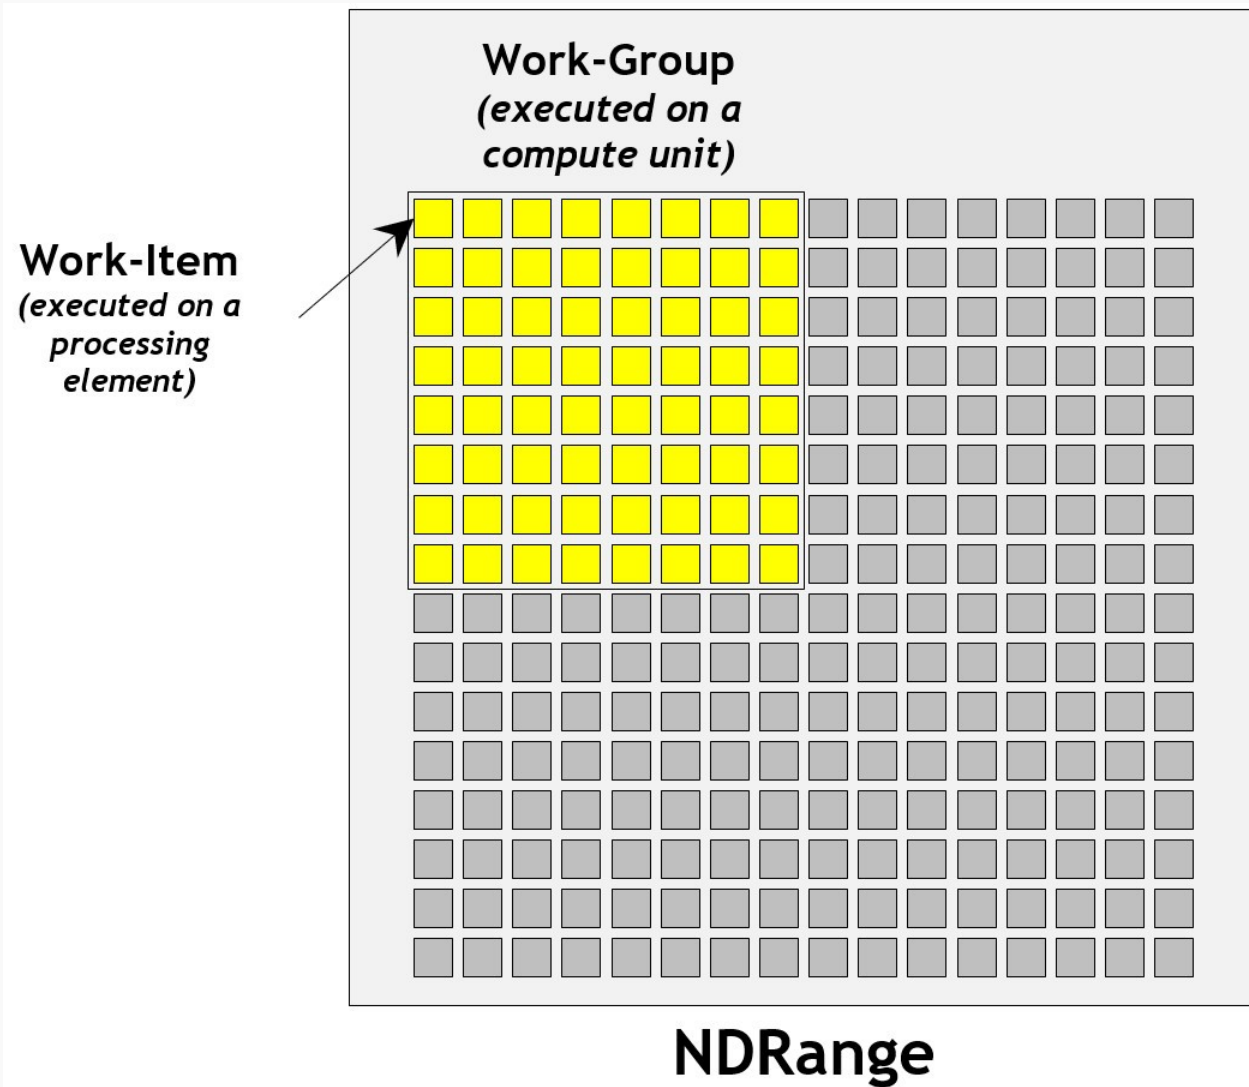 Work-Group
(executed on a
compute unit)
Work-Item
(executed on a
processing
element)
NDRange